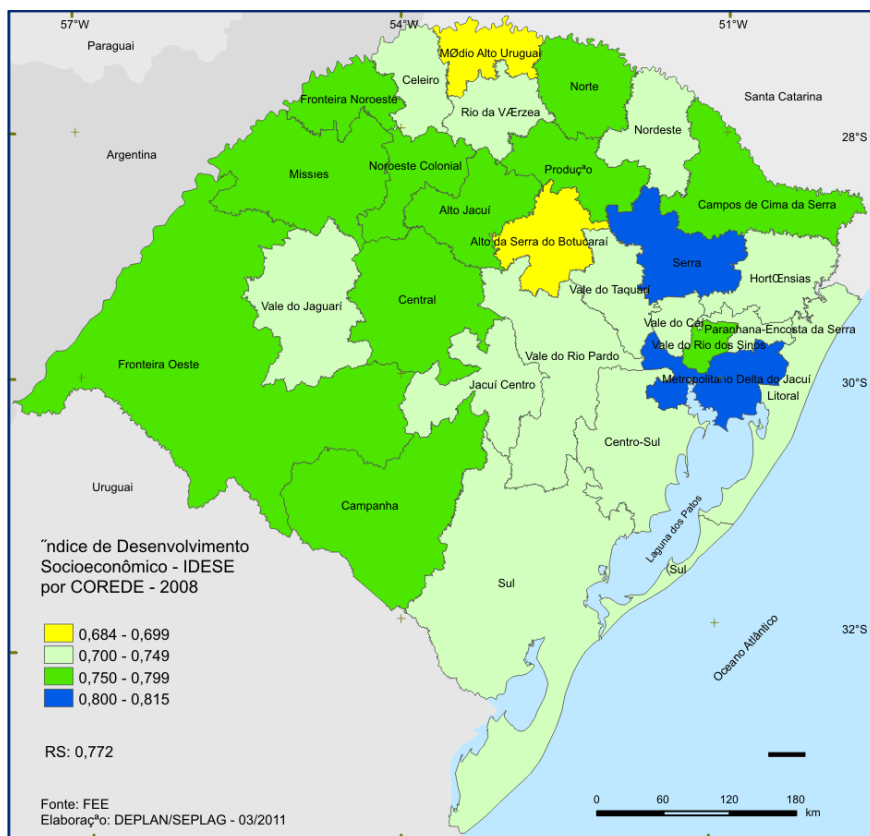 57°W
54°W
51°W
Paraguai
MØdio Alto Uruguai
Celeiro
Norte
Santa Catarina
Fronteira Noroeste
Rio da VÆrzea
Nordeste
28°S
Argentina
Noroeste Colonial
Produçªo
Missıes
Campos de Cima da Serra
Alto Jacuí
Alto da Serra do Botucaraí
Serra
HortŒnsias
Vale do Taquari
Central
Vale do Jaguarí
Vale do Caí
Paranhana-Encosta da Serra
Vale do Rio dos Sinos
Vale do Rio Pardo
Fronteira Oeste
Metropolitano Delta do Jacuí
30°S
Jacuí Centro
Litoral
Centro-Sul
Uruguai
Campanha
Laguna dos Patos
˝ndice de Desenvolvimento
Socioeconômico - IDESE
por COREDE - 2008
Sul
Sul
0,684 - 0,699
0,700 - 0,749
0,750 - 0,799
0,800 - 0,815
32°S
Oceano Atlântico
RS: 0,772
Fonte: FEE
Elaboraçªo: DEPLAN/SEPLAG - 03/2011
0 60 120 180
km